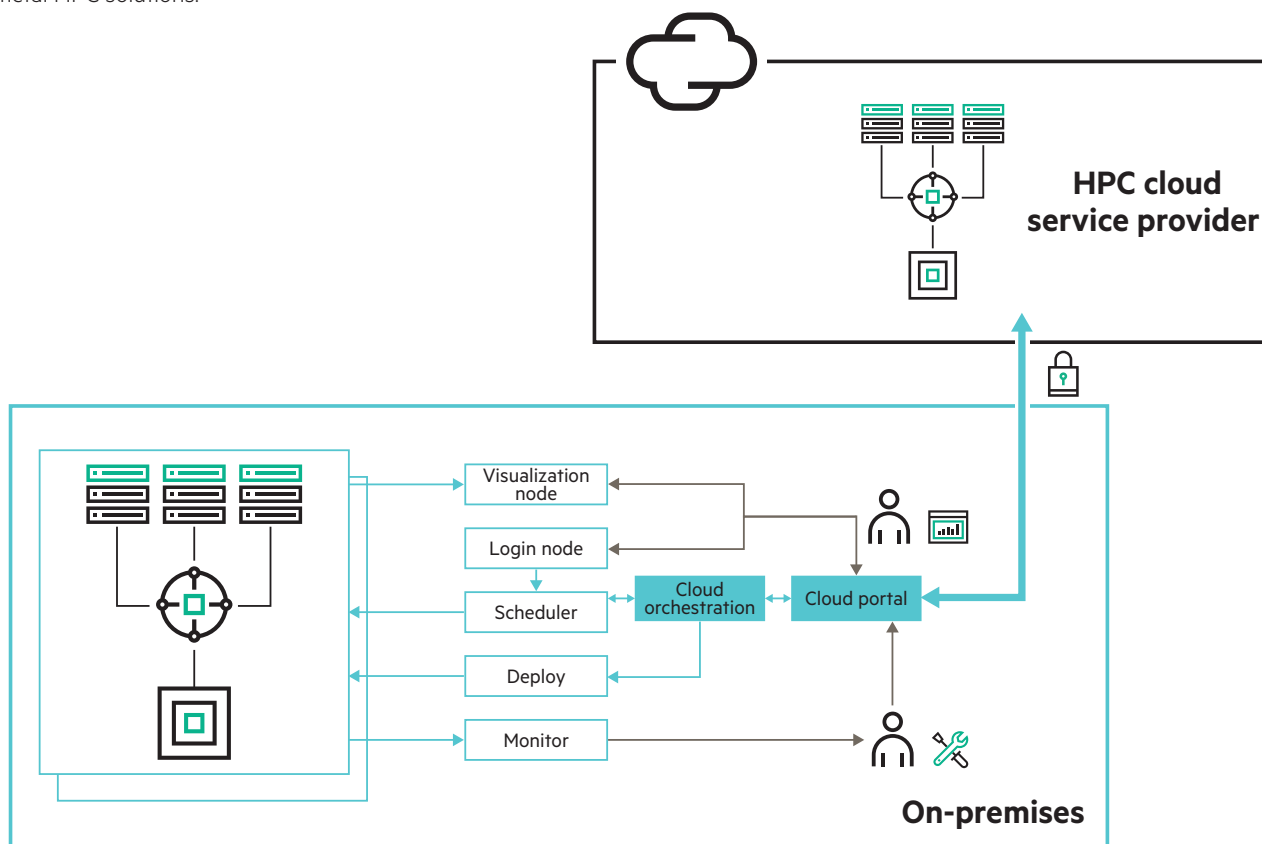 HPC cloud
service provider
Visualization
node
Login node
Scheduler
Cloud
orchestration
Cloud portal
Deploy
Monitor
On-premises